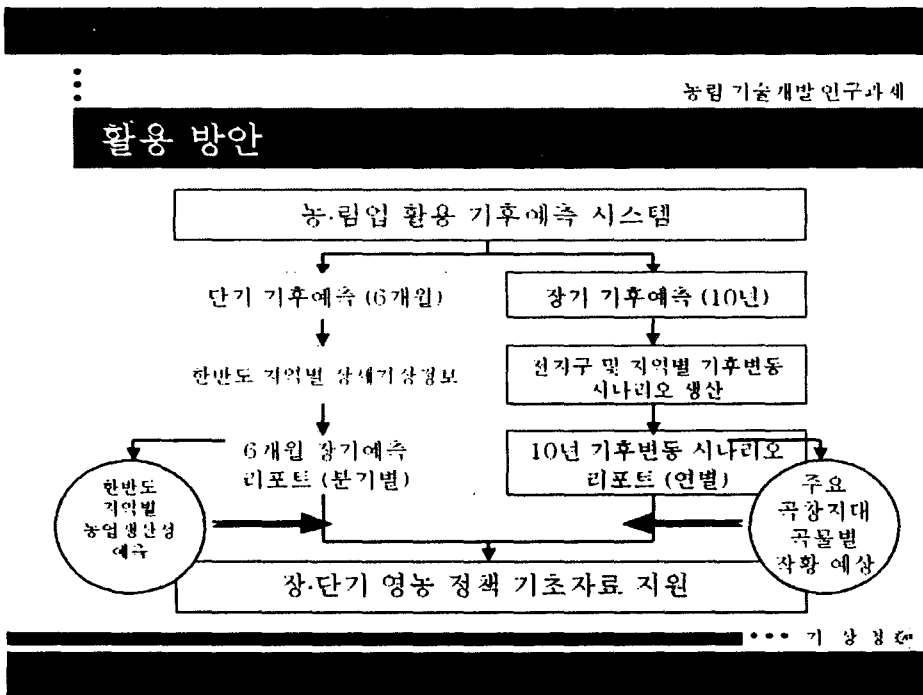 농림 기술개발 연구과제
활용 방안
농·림업 활용 기후예측 시스템
단기 기후예측 (6개월)
장기 기후예측 (10년)
한반도 지역별 상세기상정보
전지구 및 지역별 기후변동
시나리오 생산
6개월 장기예측
리포트 (분기별)
10년 기후변동 시나리오
리포트 (연별)
한반도
지역별
농업생산성
예측
주요
곡창지대
곡물별
작황 예상
장·단기 영농 정책 기초자료 지원
기 상